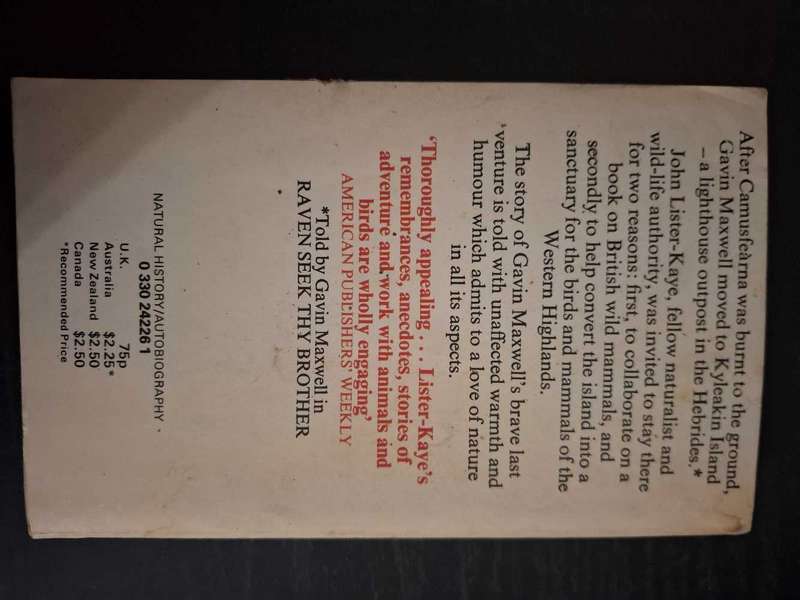 After Camusfeàrna was burnt to the ground,
Gavin Maxwell moved to Kyleakin Island
– a lighthouse outpost in the Hebrides.*
John Lister-Kaye, fellow naturalist and
wild-life authority, was invited to stay there
for two reasons: first, to collaborate on a
book on British wild mammals, and
secondly to help convert the island into a
sanctuary for the birds and mammals of the
Western Highlands.
The story of Gavin Maxwell's brave last
venture is told with unaffected warmth and
humour which admits to a love of nature
in all its aspects.
'Thoroughly appealing . . . Lister-Kaye's
remembrances, anecdotes, stories of
adventure and work with animals and
birds are wholly engaging'
AMERICAN PUBLISHERS' WEEKLY
*Told by Gavin Maxwell in
RAVEN SEEK THY BROTHER
NATURAL HISTORY/AUTOBIOGRAPHY
0 330 24226 1
U.K. 75p
Australia $2.25*
New Zealand $2.50
Canada $2.50
*Recommended Price